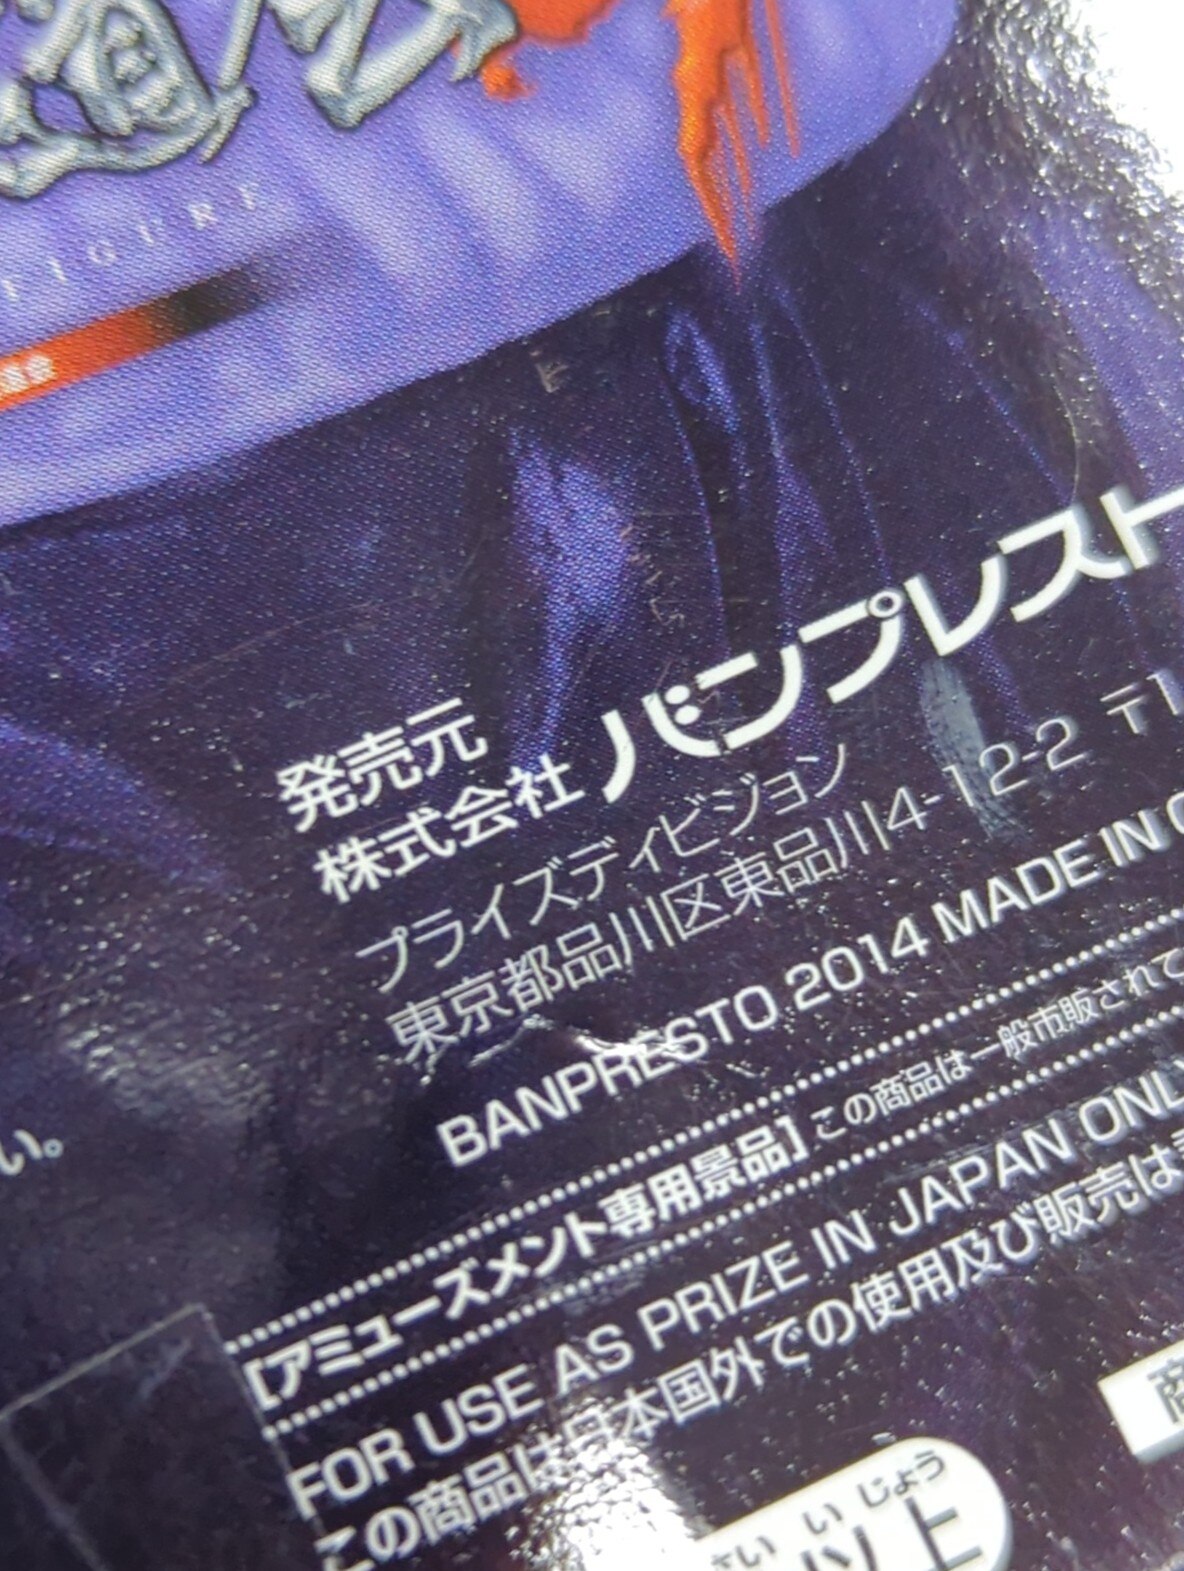 FIGURE
い。
発売元
株式会社 バンプレスト
プライズディビジョン
東京都品川区東品川4-12-2 〒1
BANPRESTO 2014 MADE IN C
[アミューズメント専用景品] この商品は一般市販されて
FOR USE AS PRIZE IN JAPAN ONLY
この商品は日本国外での使用及び販売は
商
さい いじょう
以上